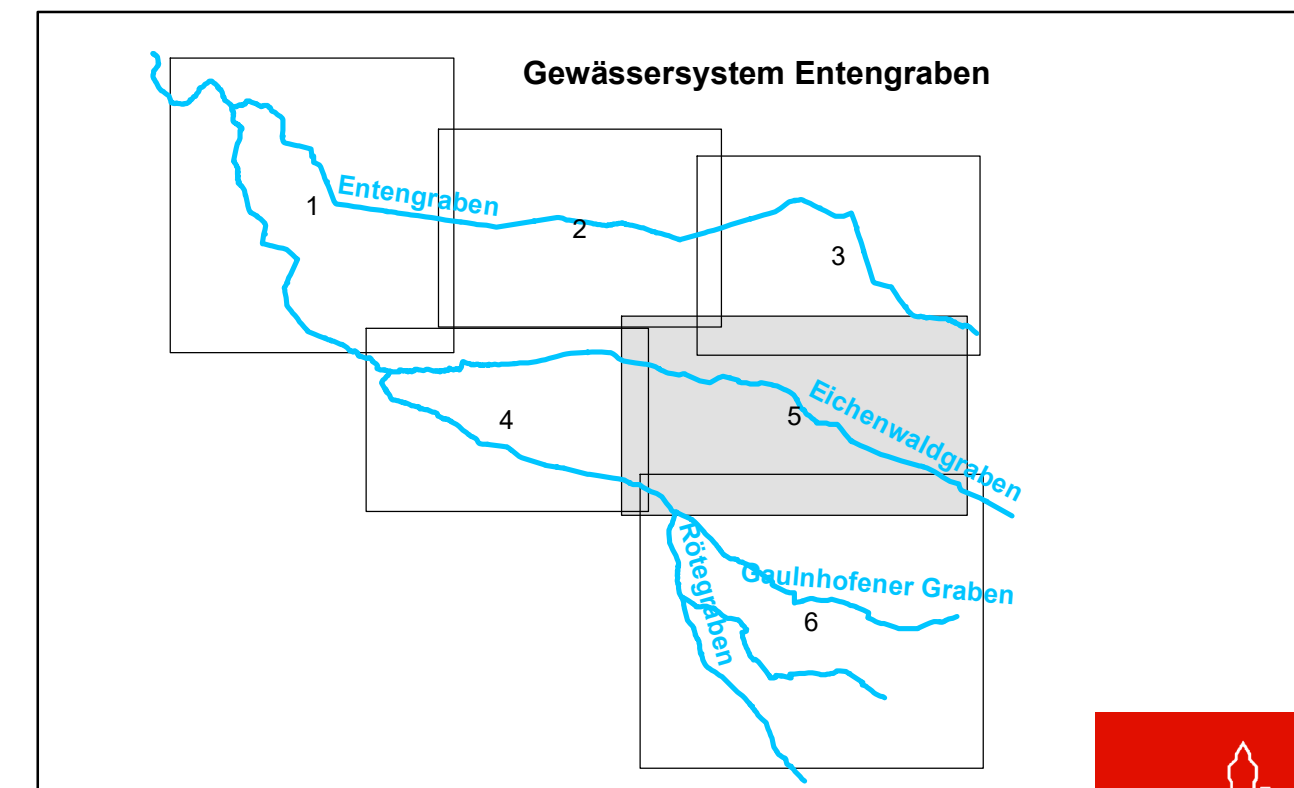 Gewässersystem Entengraben
Entengraben
1
2
3
Eichenwaldgraben
5
4
Rötegraben
Gaulnhofener Graben
6